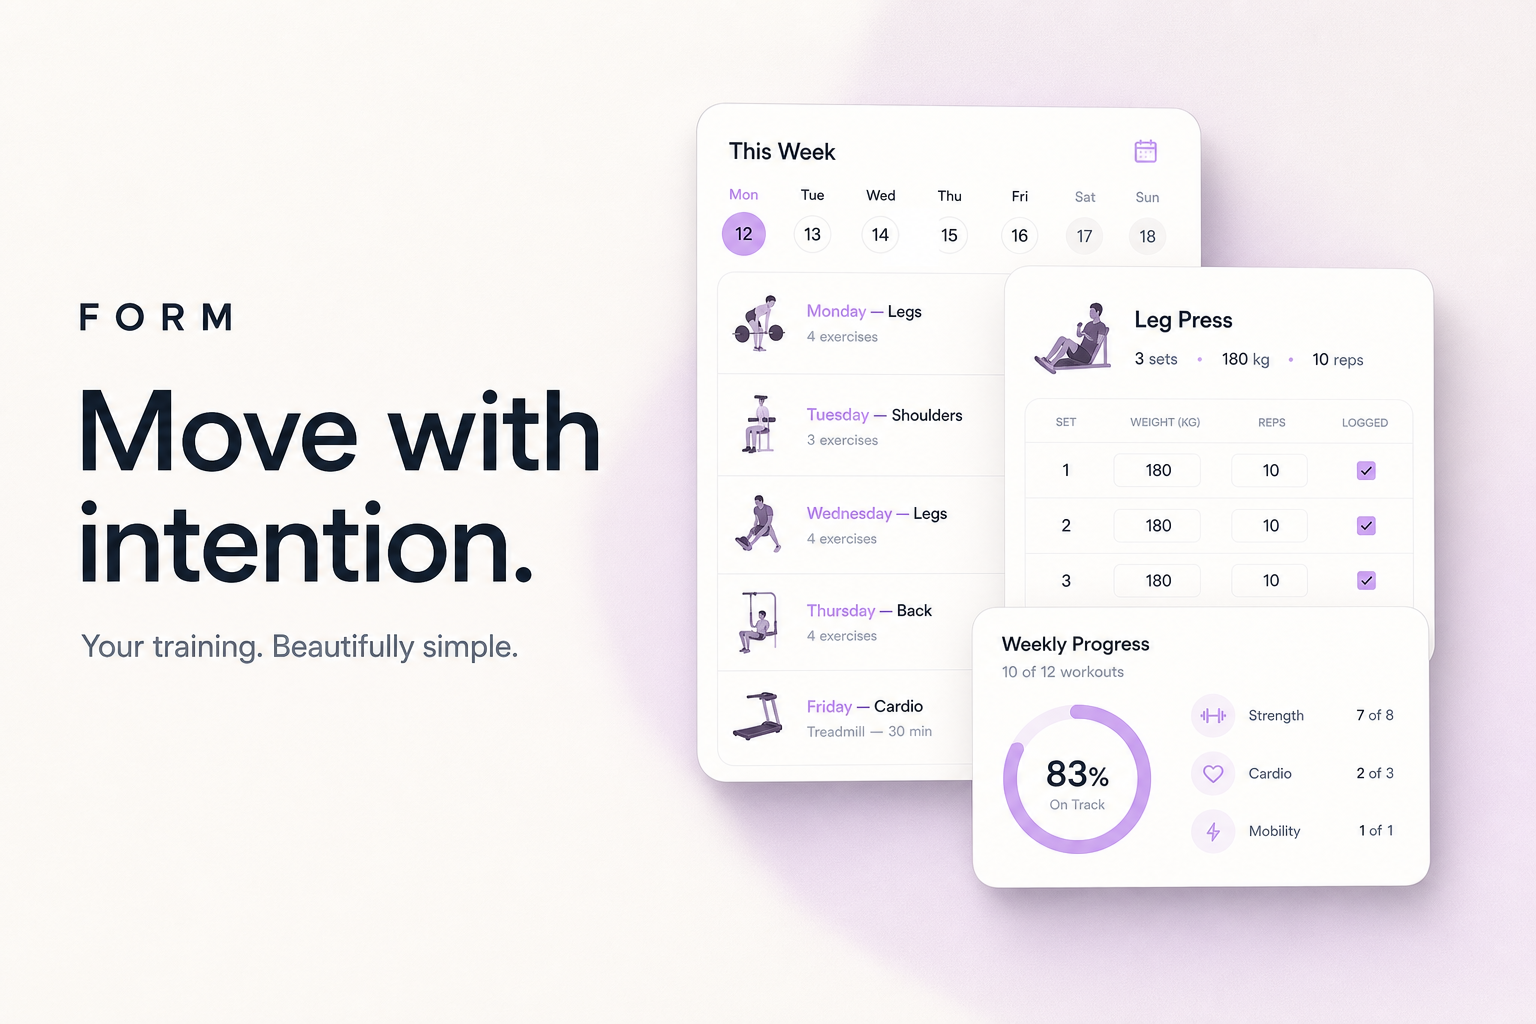 FORM
Move with
intention.
Your training. Beautifully simple.
This Week
Mon Tue Wed Thu Fri Sat Sun
12 13 14 15 16 17 18
Monday — Legs
4 exercises
Tuesday — Shoulders
3 exercises
Wednesday — Legs
4 exercises
Thursday — Back
4 exercises
Friday — Cardio
Treadmill — 30 min
Leg Press
3 sets • 180 kg • 10 reps
SET WEIGHT (KG) REPS LOGGED
1 180 10
2 180 10
3 180 10
Weekly Progress
10 of 12 workouts
83%
On Track
Strength 7 of 8
Cardio 2 of 3
Mobility 1 of 1